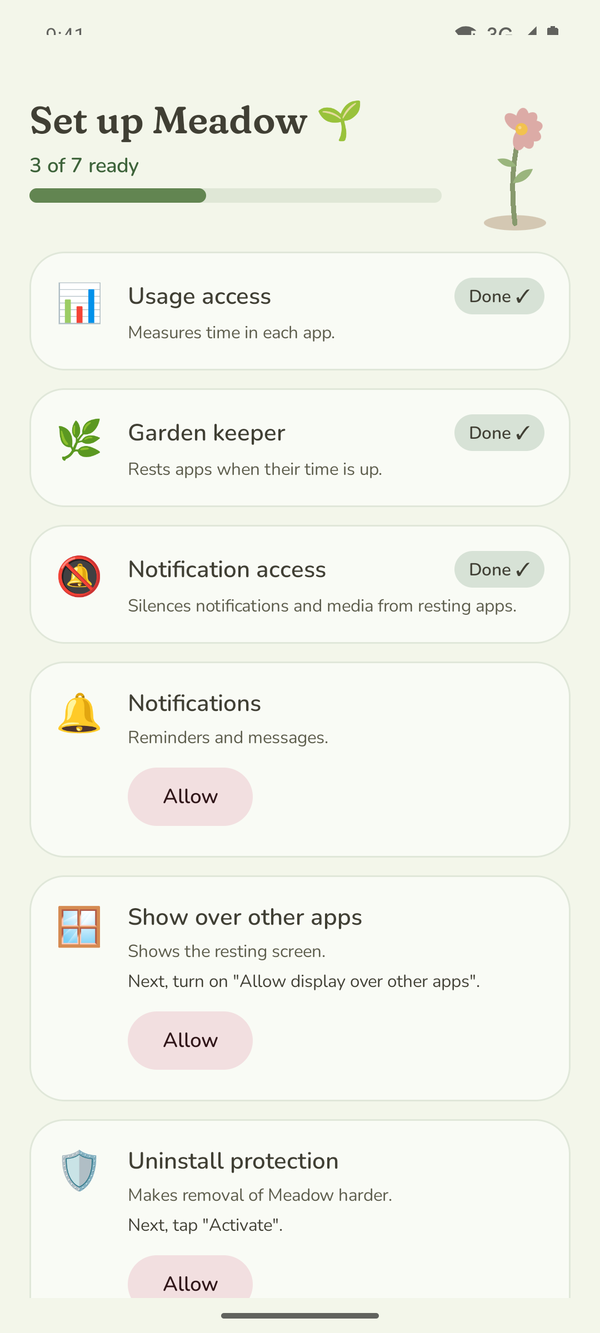 9:41
3G
Set up Meadow
3 of 7 ready
Usage access
Done ✓
Measures time in each app.
Garden keeper
Done ✓
Rests apps when their time is up.
Notification access
Done ✓
Silences notifications and media from resting apps.
Notifications
Reminders and messages.
Allow
Show over other apps
Shows the resting screen.
Next, turn on "Allow display over other apps".
Allow
Uninstall protection
Makes removal of Meadow harder.
Next, tap "Activate".
Allow